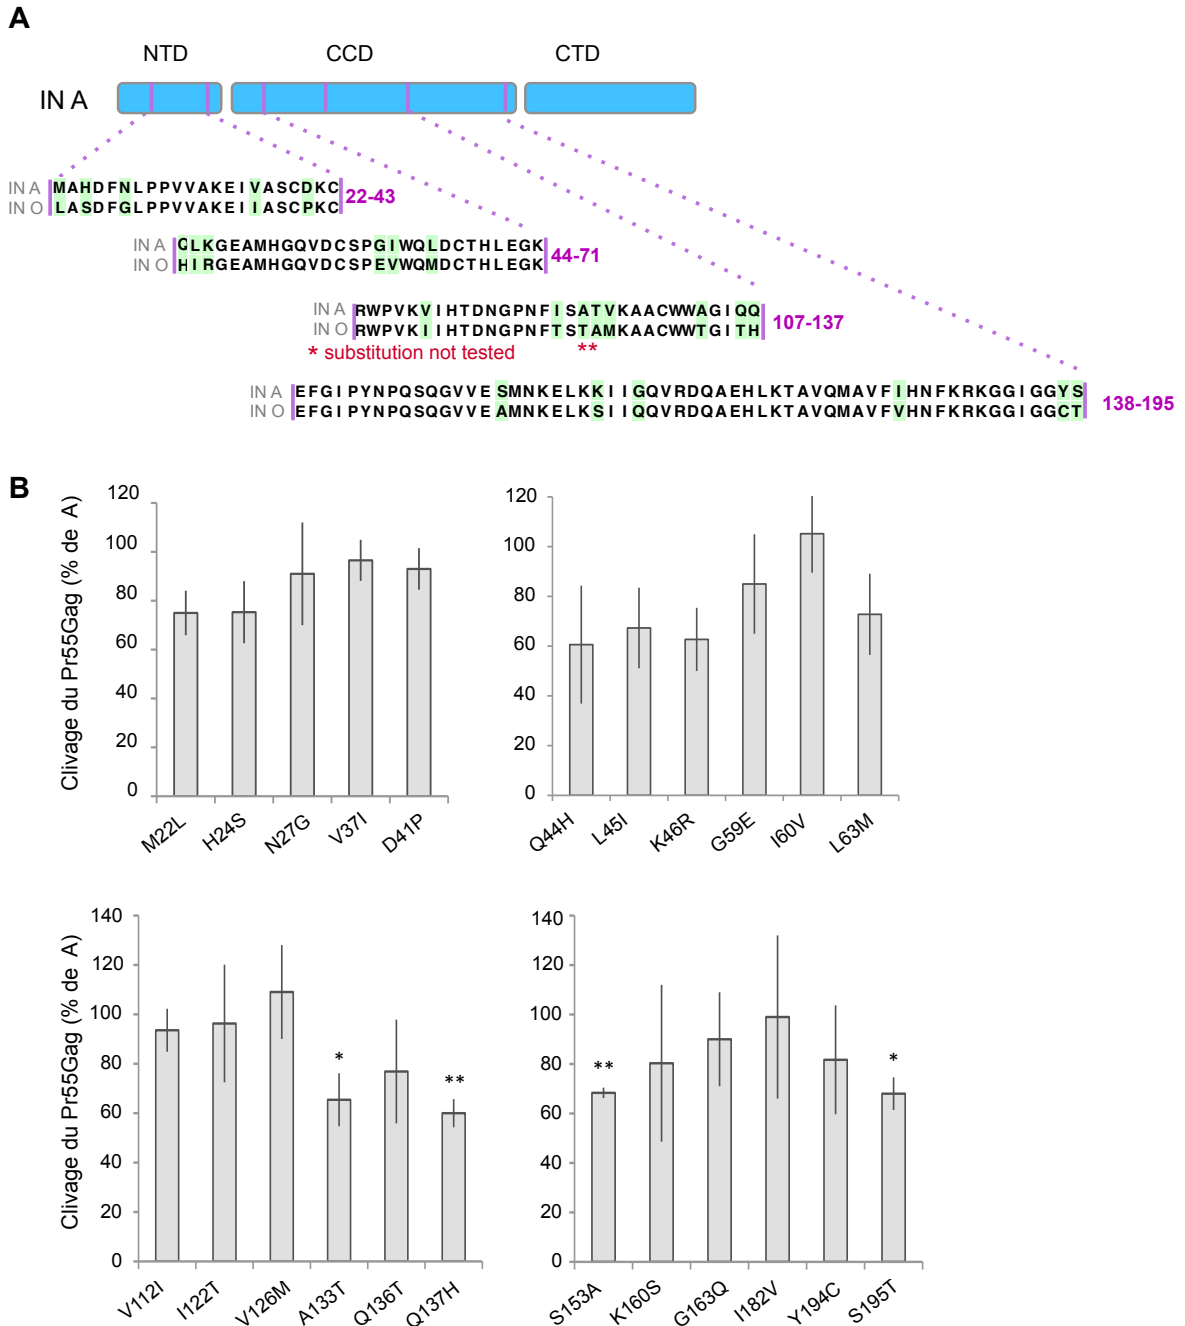 A
NTD CCD CTD
IN A
IN A MAHDFNLPPVVAKEIVASCDKC
IN O LASDFGLPPVVAKEIIASCPKC
22-43
IN A QLKGEAMHGQVDCSPGIWQLDCTHLEGK
IN O HIRGEAMHGQVDCSPEVWQMDCTHLEGK
44-71
IN A RWPVKVIHTDNGPNFISATVKAACWWAGIQQ
IN O RWPVKIIHTDNGPNFTSTAMKAACWWTGITH
107-137
* substitution not tested **
IN A EFGIPYNPQSQGVVESMNKELKKIIGQVRDQAEHLKTAVQMAVFIHNFKRKGGIGGYS
IN O EFGIPYNPQSQGVVEAMNKELKSIIQQVRDQAEHLKTAVQMAVFVHNFKRKGGIGGCT
138-195
B
Clivage du Pr55Gag (% de A)
120
100
80
60
40
20
0
M22L H24S N27G V37I D41P
120
100
80
60
40
20
0
Q44H L45I K46R G59E I60V L63M
Clivage du Pr55Gag (% de A)
140
120
100
80
60
40
20
0
* **
V112I I122T V126M A133T Q136T Q137H
140
120
100
80
60
40
20
0
** *
S153A K160S G163Q I182V Y194C S195T